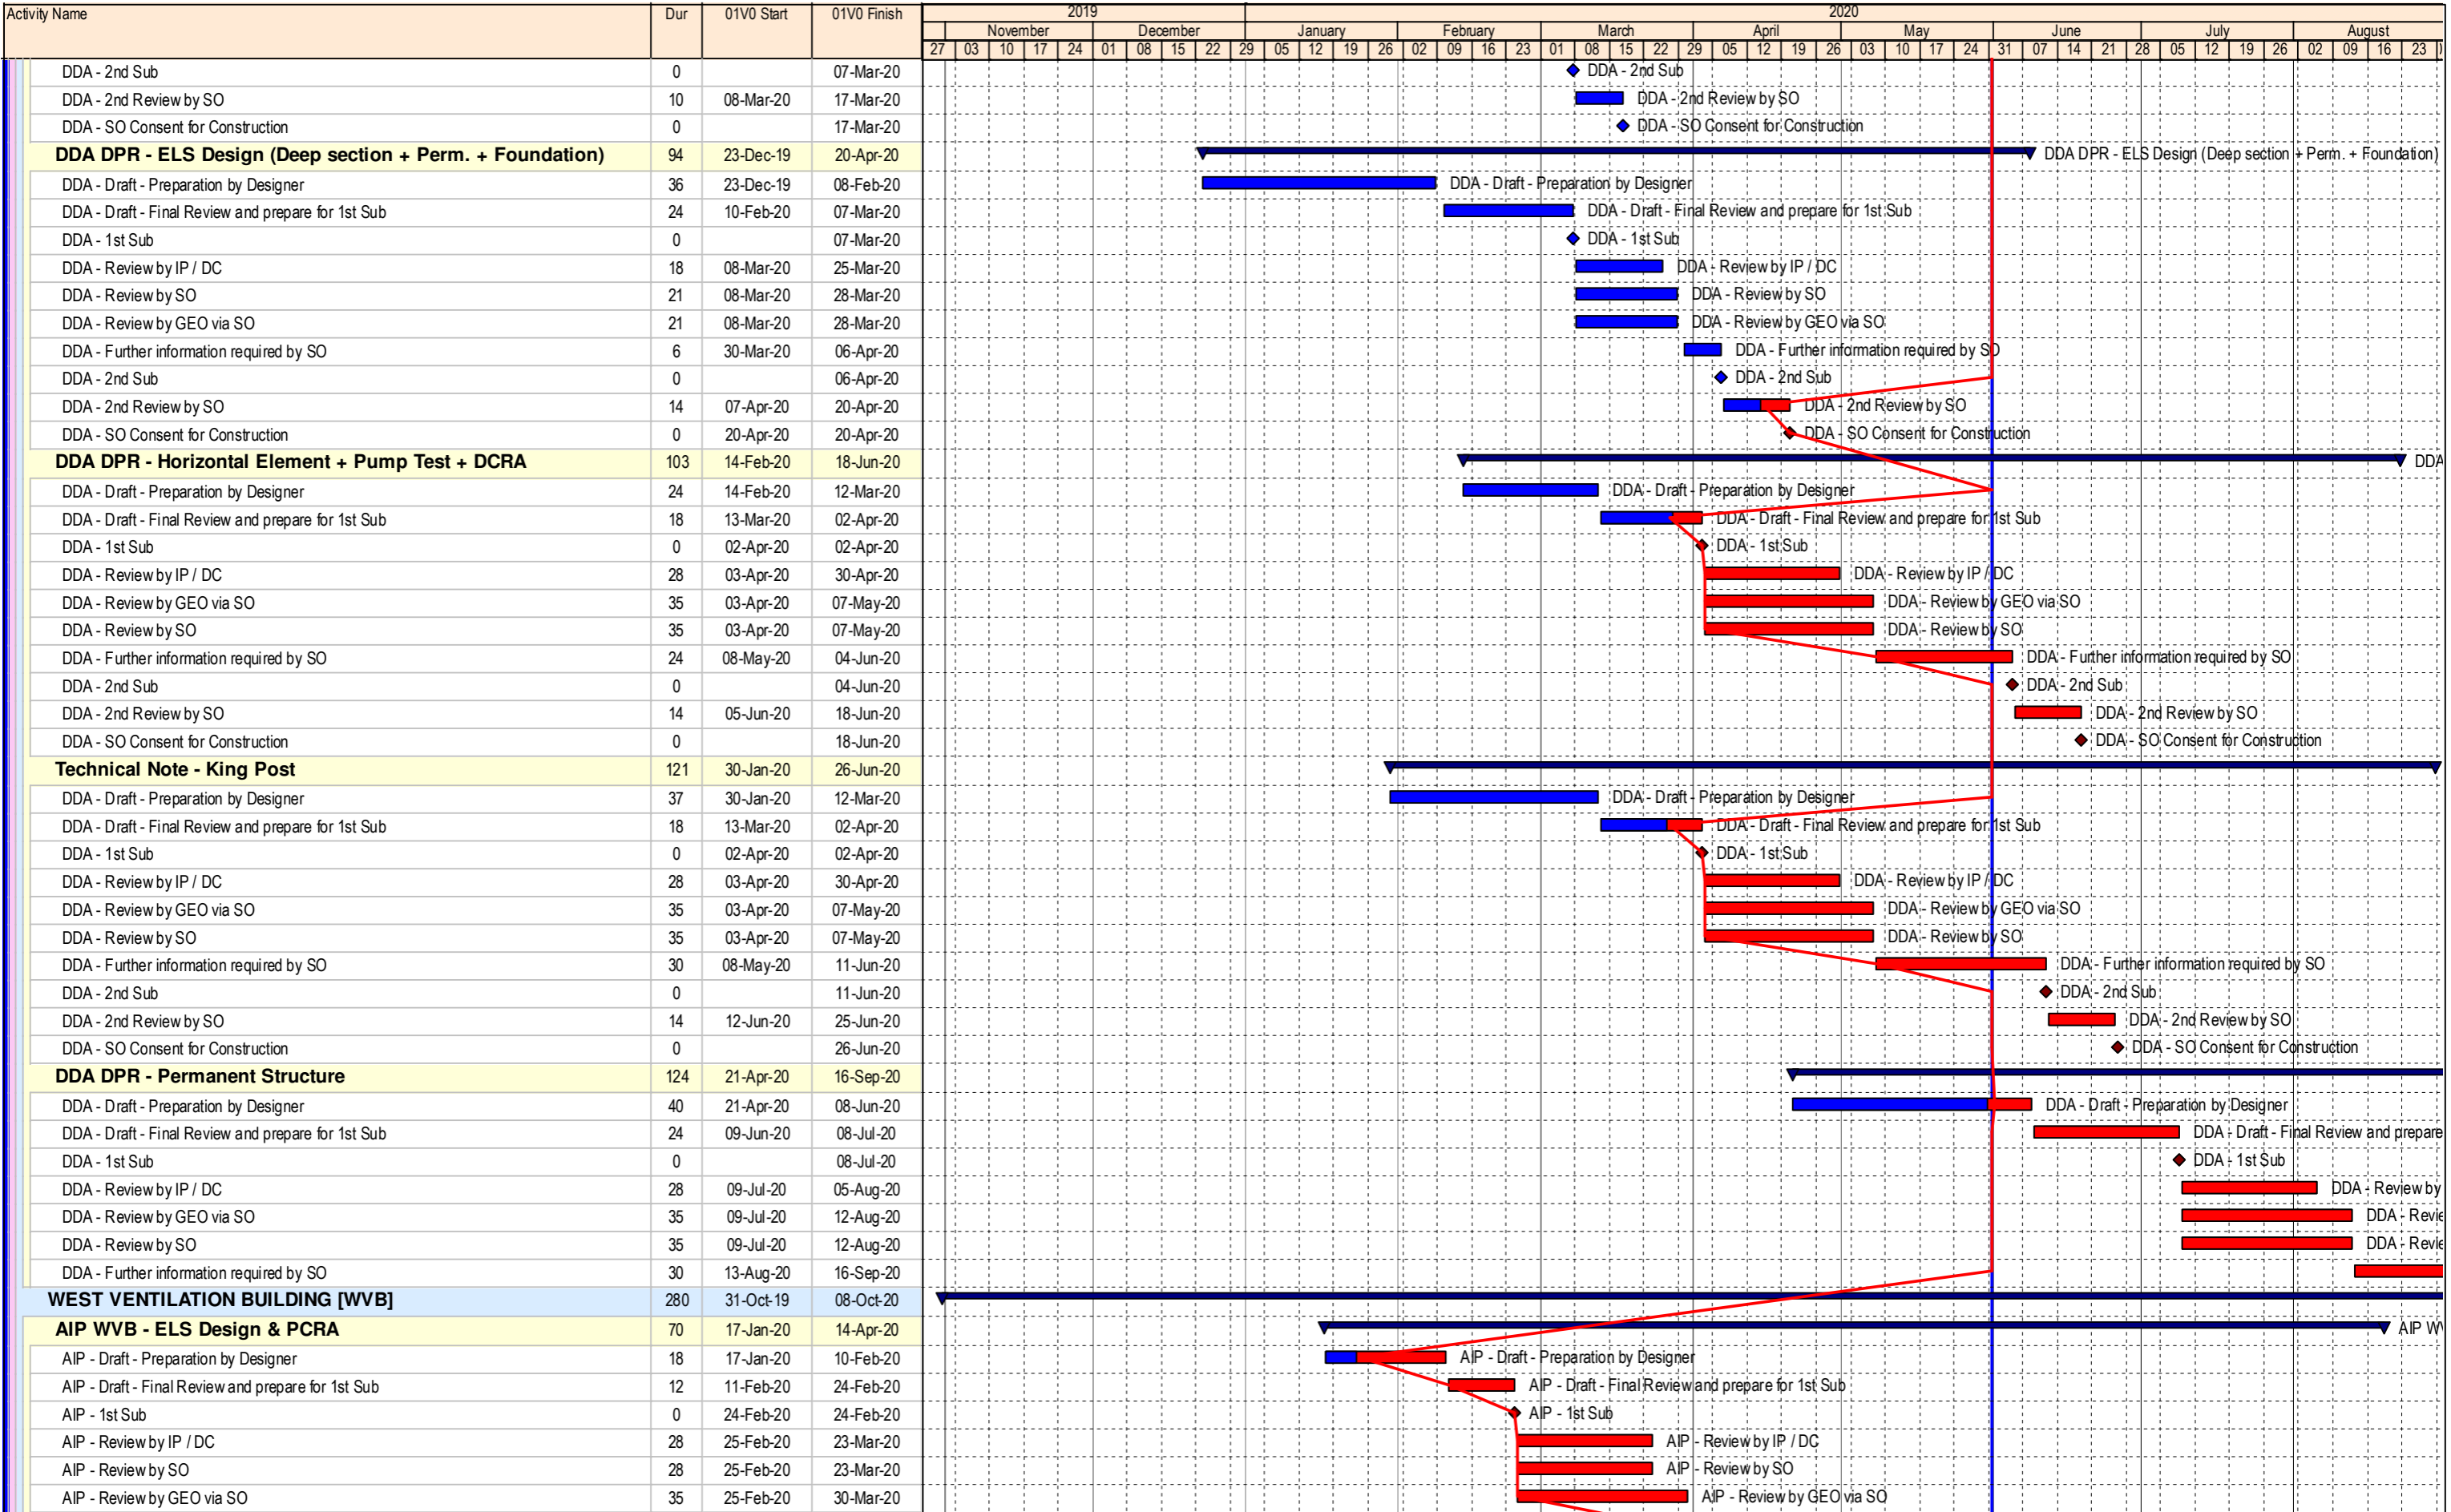 Activity Name Dur 01V0 Start 01V0 Finish 2019 2020
November December January February March April May June July August
27 03 10 17 24 01 08 15 22 29 05 12 19 26 02 09 16 23 01 08 15 22 29 05 12 19 26 03 10 17 24 31 07 14 21 28 05 12 19 26 02 09 16 23
DDA - 2nd Sub 0 07-Mar-20 DDA - 2nd Sub
DDA - 2nd Review by SO 10 08-Mar-20 17-Mar-20 DDA - 2nd Review by SO
DDA - SO Consent for Construction 0 17-Mar-20 DDA - SO Consent for Construction
DDA DPR - ELS Design (Deep section + Perm. + Foundation) 94 23-Dec-19 20-Apr-20 DDA DPR - ELS Design (Deep section + Perm. + Foundation)
DDA - Draft - Preparation by Designer 36 23-Dec-19 08-Feb-20 DDA - Draft - Preparation by Designer
DDA - Draft - Final Review and prepare for 1st Sub 24 10-Feb-20 07-Mar-20 DDA - Draft - Final Review and prepare for 1st Sub
DDA - 1st Sub 0 07-Mar-20 DDA - 1st Sub
DDA - Review by IP / DC 18 08-Mar-20 25-Mar-20 DDA - Review by IP / DC
DDA - Review by SO 21 08-Mar-20 28-Mar-20 DDA - Review by SO
DDA - Review by GEO via SO 21 08-Mar-20 28-Mar-20 DDA - Review by GEO via SO
DDA - Further information required by SO 6 30-Mar-20 06-Apr-20 DDA - Further information required by SO
DDA - 2nd Sub 0 06-Apr-20 DDA - 2nd Sub
DDA - 2nd Review by SO 14 07-Apr-20 20-Apr-20 DDA - 2nd Review by SO
DDA - SO Consent for Construction 0 20-Apr-20 20-Apr-20 DDA - SO Consent for Construction
DDA DPR - Horizontal Element + Pump Test + DCRA 103 14-Feb-20 18-Jun-20 DDA
DDA - Draft - Preparation by Designer 24 14-Feb-20 12-Mar-20 DDA - Draft - Preparation by Designer
DDA - Draft - Final Review and prepare for 1st Sub 18 13-Mar-20 02-Apr-20 DDA - Draft - Final Review and prepare for 1st Sub
DDA - 1st Sub 0 02-Apr-20 02-Apr-20 DDA - 1st Sub
DDA - Review by IP / DC 28 03-Apr-20 30-Apr-20 DDA - Review by IP / DC
DDA - Review by GEO via SO 35 03-Apr-20 07-May-20 DDA - Review by GEO via SO
DDA - Review by SO 35 03-Apr-20 07-May-20 DDA - Review by SO
DDA - Further information required by SO 24 08-May-20 04-Jun-20 DDA - Further information required by SO
DDA - 2nd Sub 0 04-Jun-20 DDA - 2nd Sub
DDA - 2nd Review by SO 14 05-Jun-20 18-Jun-20 DDA - 2nd Review by SO
DDA - SO Consent for Construction 0 18-Jun-20 DDA - SO Consent for Construction
Technical Note - King Post 121 30-Jan-20 26-Jun-20
DDA - Draft - Preparation by Designer 37 30-Jan-20 12-Mar-20 DDA - Draft - Preparation by Designer
DDA - Draft - Final Review and prepare for 1st Sub 18 13-Mar-20 02-Apr-20 DDA - Draft - Final Review and prepare for 1st Sub
DDA - 1st Sub 0 02-Apr-20 02-Apr-20 DDA - 1st Sub
DDA - Review by IP / DC 28 03-Apr-20 30-Apr-20 DDA - Review by IP / DC
DDA - Review by GEO via SO 35 03-Apr-20 07-May-20 DDA - Review by GEO via SO
DDA - Review by SO 35 03-Apr-20 07-May-20 DDA - Review by SO
DDA - Further information required by SO 30 08-May-20 11-Jun-20 DDA - Further information required by SO
DDA - 2nd Sub 0 11-Jun-20 DDA - 2nd Sub
DDA - 2nd Review by SO 14 12-Jun-20 25-Jun-20 DDA - 2nd Review by SO
DDA - SO Consent for Construction 0 26-Jun-20 DDA - SO Consent for Construction
DDA DPR - Permanent Structure 124 21-Apr-20 16-Sep-20
DDA - Draft - Preparation by Designer 40 21-Apr-20 08-Jun-20 DDA - Draft - Preparation by Designer
DDA - Draft - Final Review and prepare for 1st Sub 24 09-Jun-20 08-Jul-20 DDA - Draft - Final Review and prepare
DDA - 1st Sub 0 08-Jul-20 DDA - 1st Sub
DDA - Review by IP / DC 28 09-Jul-20 05-Aug-20 DDA - Review by
DDA - Review by GEO via SO 35 09-Jul-20 12-Aug-20 DDA - Revie
DDA - Review by SO 35 09-Jul-20 12-Aug-20 DDA - Revie
DDA - Further information required by SO 30 13-Aug-20 16-Sep-20
WEST VENTILATION BUILDING [WVB] 280 31-Oct-19 08-Oct-20
AIP WVB - ELS Design & PCRA 70 17-Jan-20 14-Apr-20 AIP WV
AIP - Draft - Preparation by Designer 18 17-Jan-20 10-Feb-20 AIP - Draft - Preparation by Designer
AIP - Draft - Final Review and prepare for 1st Sub 12 11-Feb-20 24-Feb-20 AIP - Draft - Final Review and prepare for 1st Sub
AIP - 1st Sub 0 24-Feb-20 24-Feb-20 AIP - 1st Sub
AIP - Review by IP / DC 28 25-Feb-20 23-Mar-20 AIP - Review by IP / DC
AIP - Review by SO 28 25-Feb-20 23-Mar-20 AIP - Review by SO
AIP - Review by GEO via SO 35 25-Feb-20 30-Mar-20 AIP - Review by GEO via SO